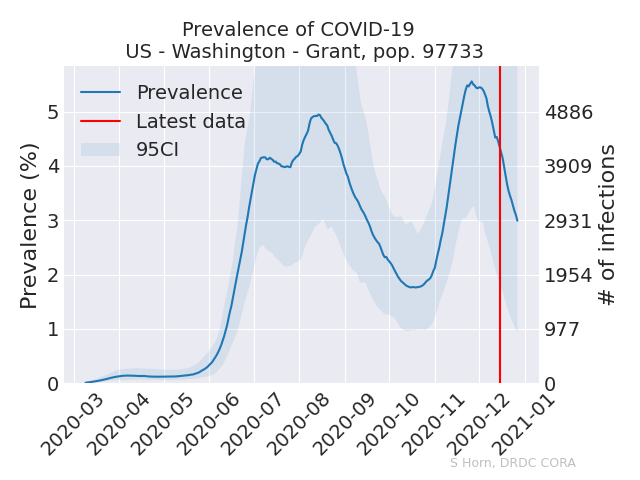 Prevalence of COVID-19
US - Washington - Grant, pop. 97733
Prevalence
Latest data
95CI
Prevalence (%)
5
4
3
2
1
0
4886
3909
2931
1954
977
0
# of infections
2020-03
2020-04
2020-05
2020-06
2020-07
2020-08
2020-09
2020-10
2020-11
2020-12
2021-01
S Horn, DRDC CORA